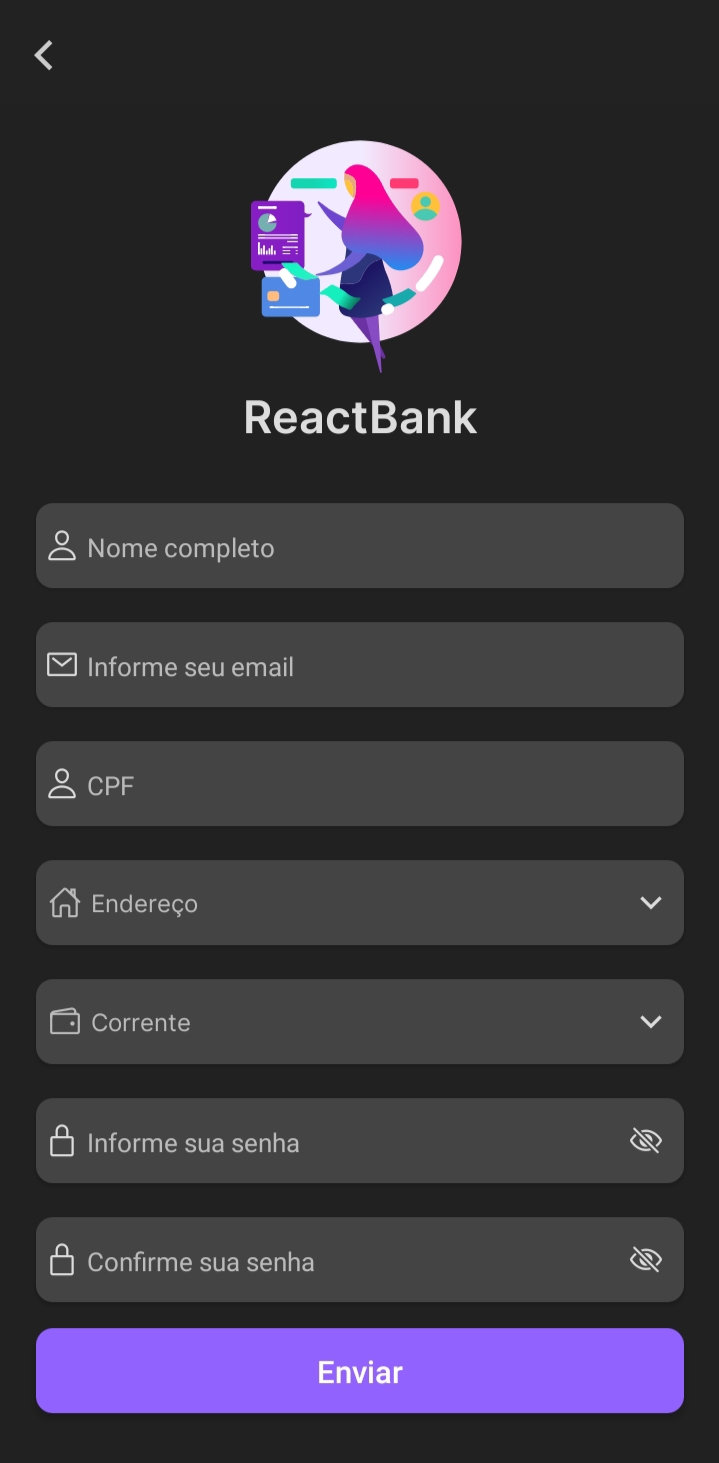 ReactBank
Nome completo
Informe seu email
CPF
Endereço
Corrente
Informe sua senha
Confirme sua senha
Enviar